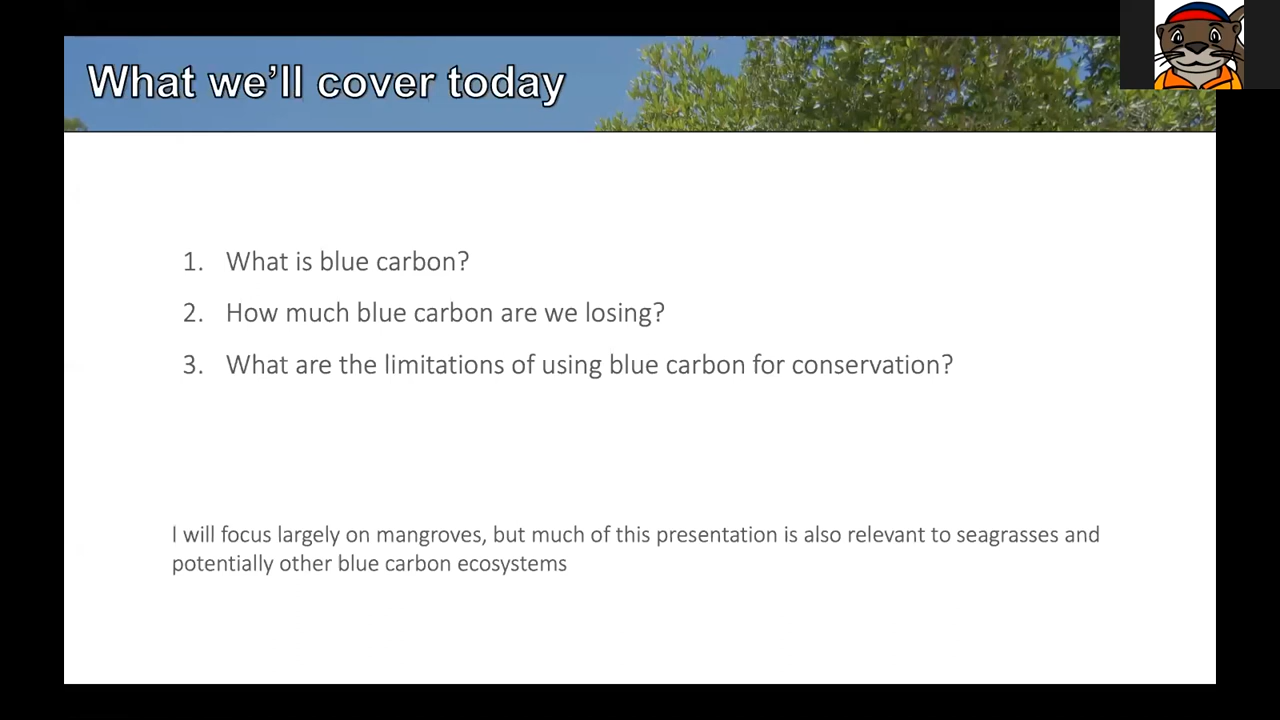 What we’ll cover today
1. What is blue carbon?
2. How much blue carbon are we losing?
3. What are the limitations of using blue carbon for conservation?
I will focus largely on mangroves, but much of this presentation is also relevant to seagrasses and
potentially other blue carbon ecosystems